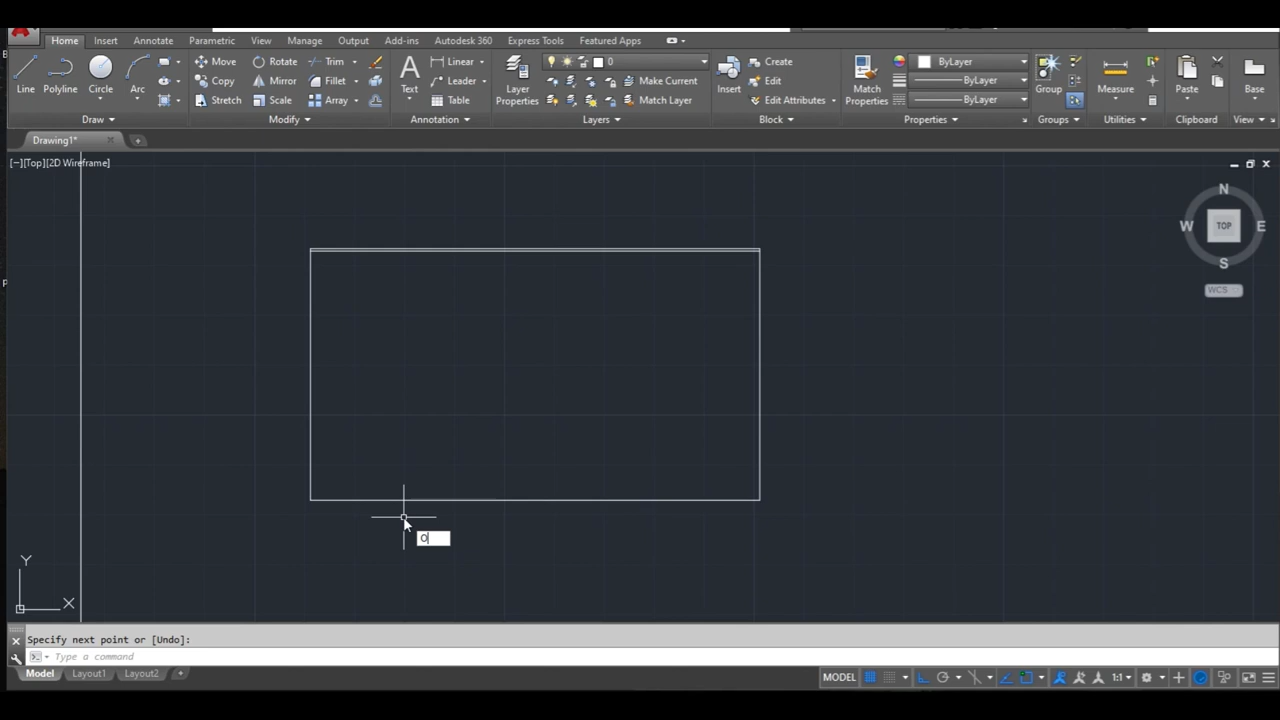 Home Insert Annotate Parametric View Manage Output Add-ins Autodesk 360 Express Tools Featured Apps
Move Rotate Trim Linear 0 Create ByLayer
Copy Mirror Fillet Leader Make Current Edit ByLayer
Line Polyline Circle Arc Text Layer Properties Insert Match Properties Group Measure Paste Base
Stretch Scale Array Table Match Layer Edit Attributes ByLayer
Draw Modify Annotation Layers Block Properties Groups Utilities Clipboard View
Drawing1*
[−][Top][2D Wireframe]
N
W TOP E
S
WCS
O
Y
X
Specify next point or [Undo]:
Type a command
Model Layout1 Layout2 + MODEL 1:1